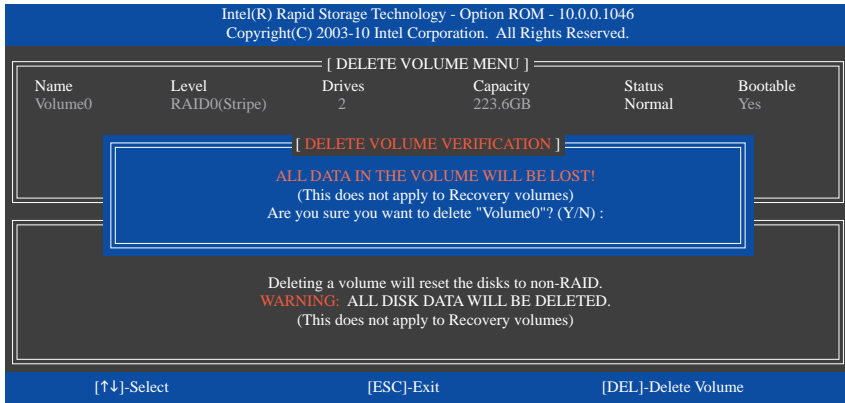 Intel(R) Rapid Storage Technology - Option ROM - 10.0.0.1046
Copyright(C) 2003-10 Intel Corporation. All Rights Reserved.
[ DELETE VOLUME MENU ]
Name Level Drives Capacity Status Bootable
Volume0 RAID0(Stripe) 2 223.6GB Normal Yes
[ DELETE VOLUME VERIFICATION ]
ALL DATA IN THE VOLUME WILL BE LOST!
(This does not apply to Recovery volumes)
Are you sure you want to delete "Volume0"? (Y/N) :
Deleting a volume will reset the disks to non-RAID.
WARNING: ALL DISK DATA WILL BE DELETED.
(This does not apply to Recovery volumes)
[↑↓]-Select [ESC]-Exit [DEL]-Delete Volume